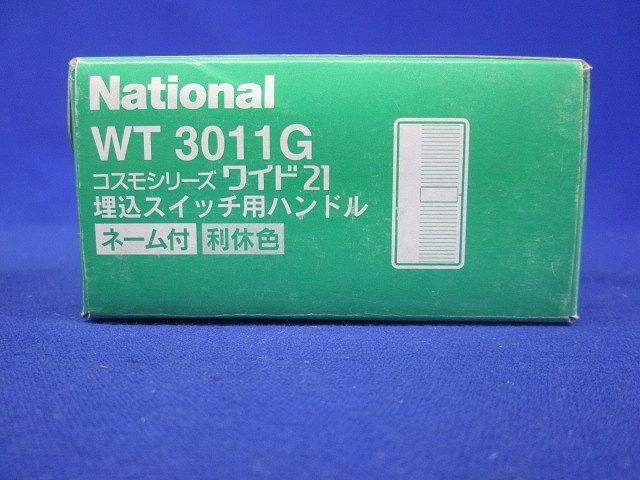 National
WT 3011G
コスモシリーズ ワイド21
埋込スイッチ用ハンドル
ネーム付 利休色